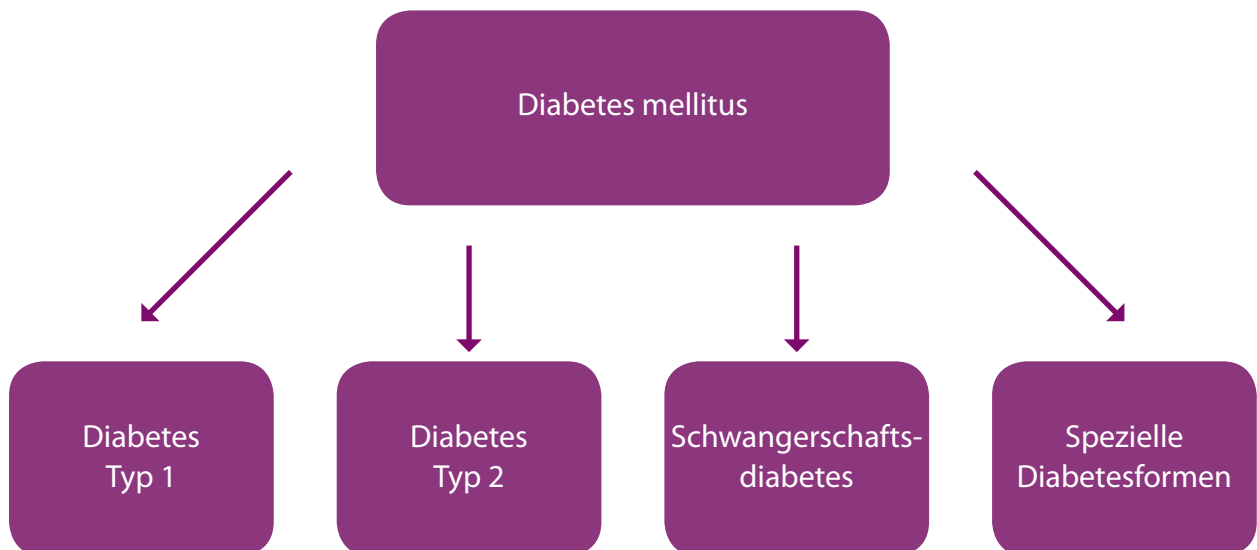 Diabetes mellitus
Diabetes
Typ 1
Diabetes
Typ 2
Schwangerschafts-
diabetes
Spezielle
Diabetesformen